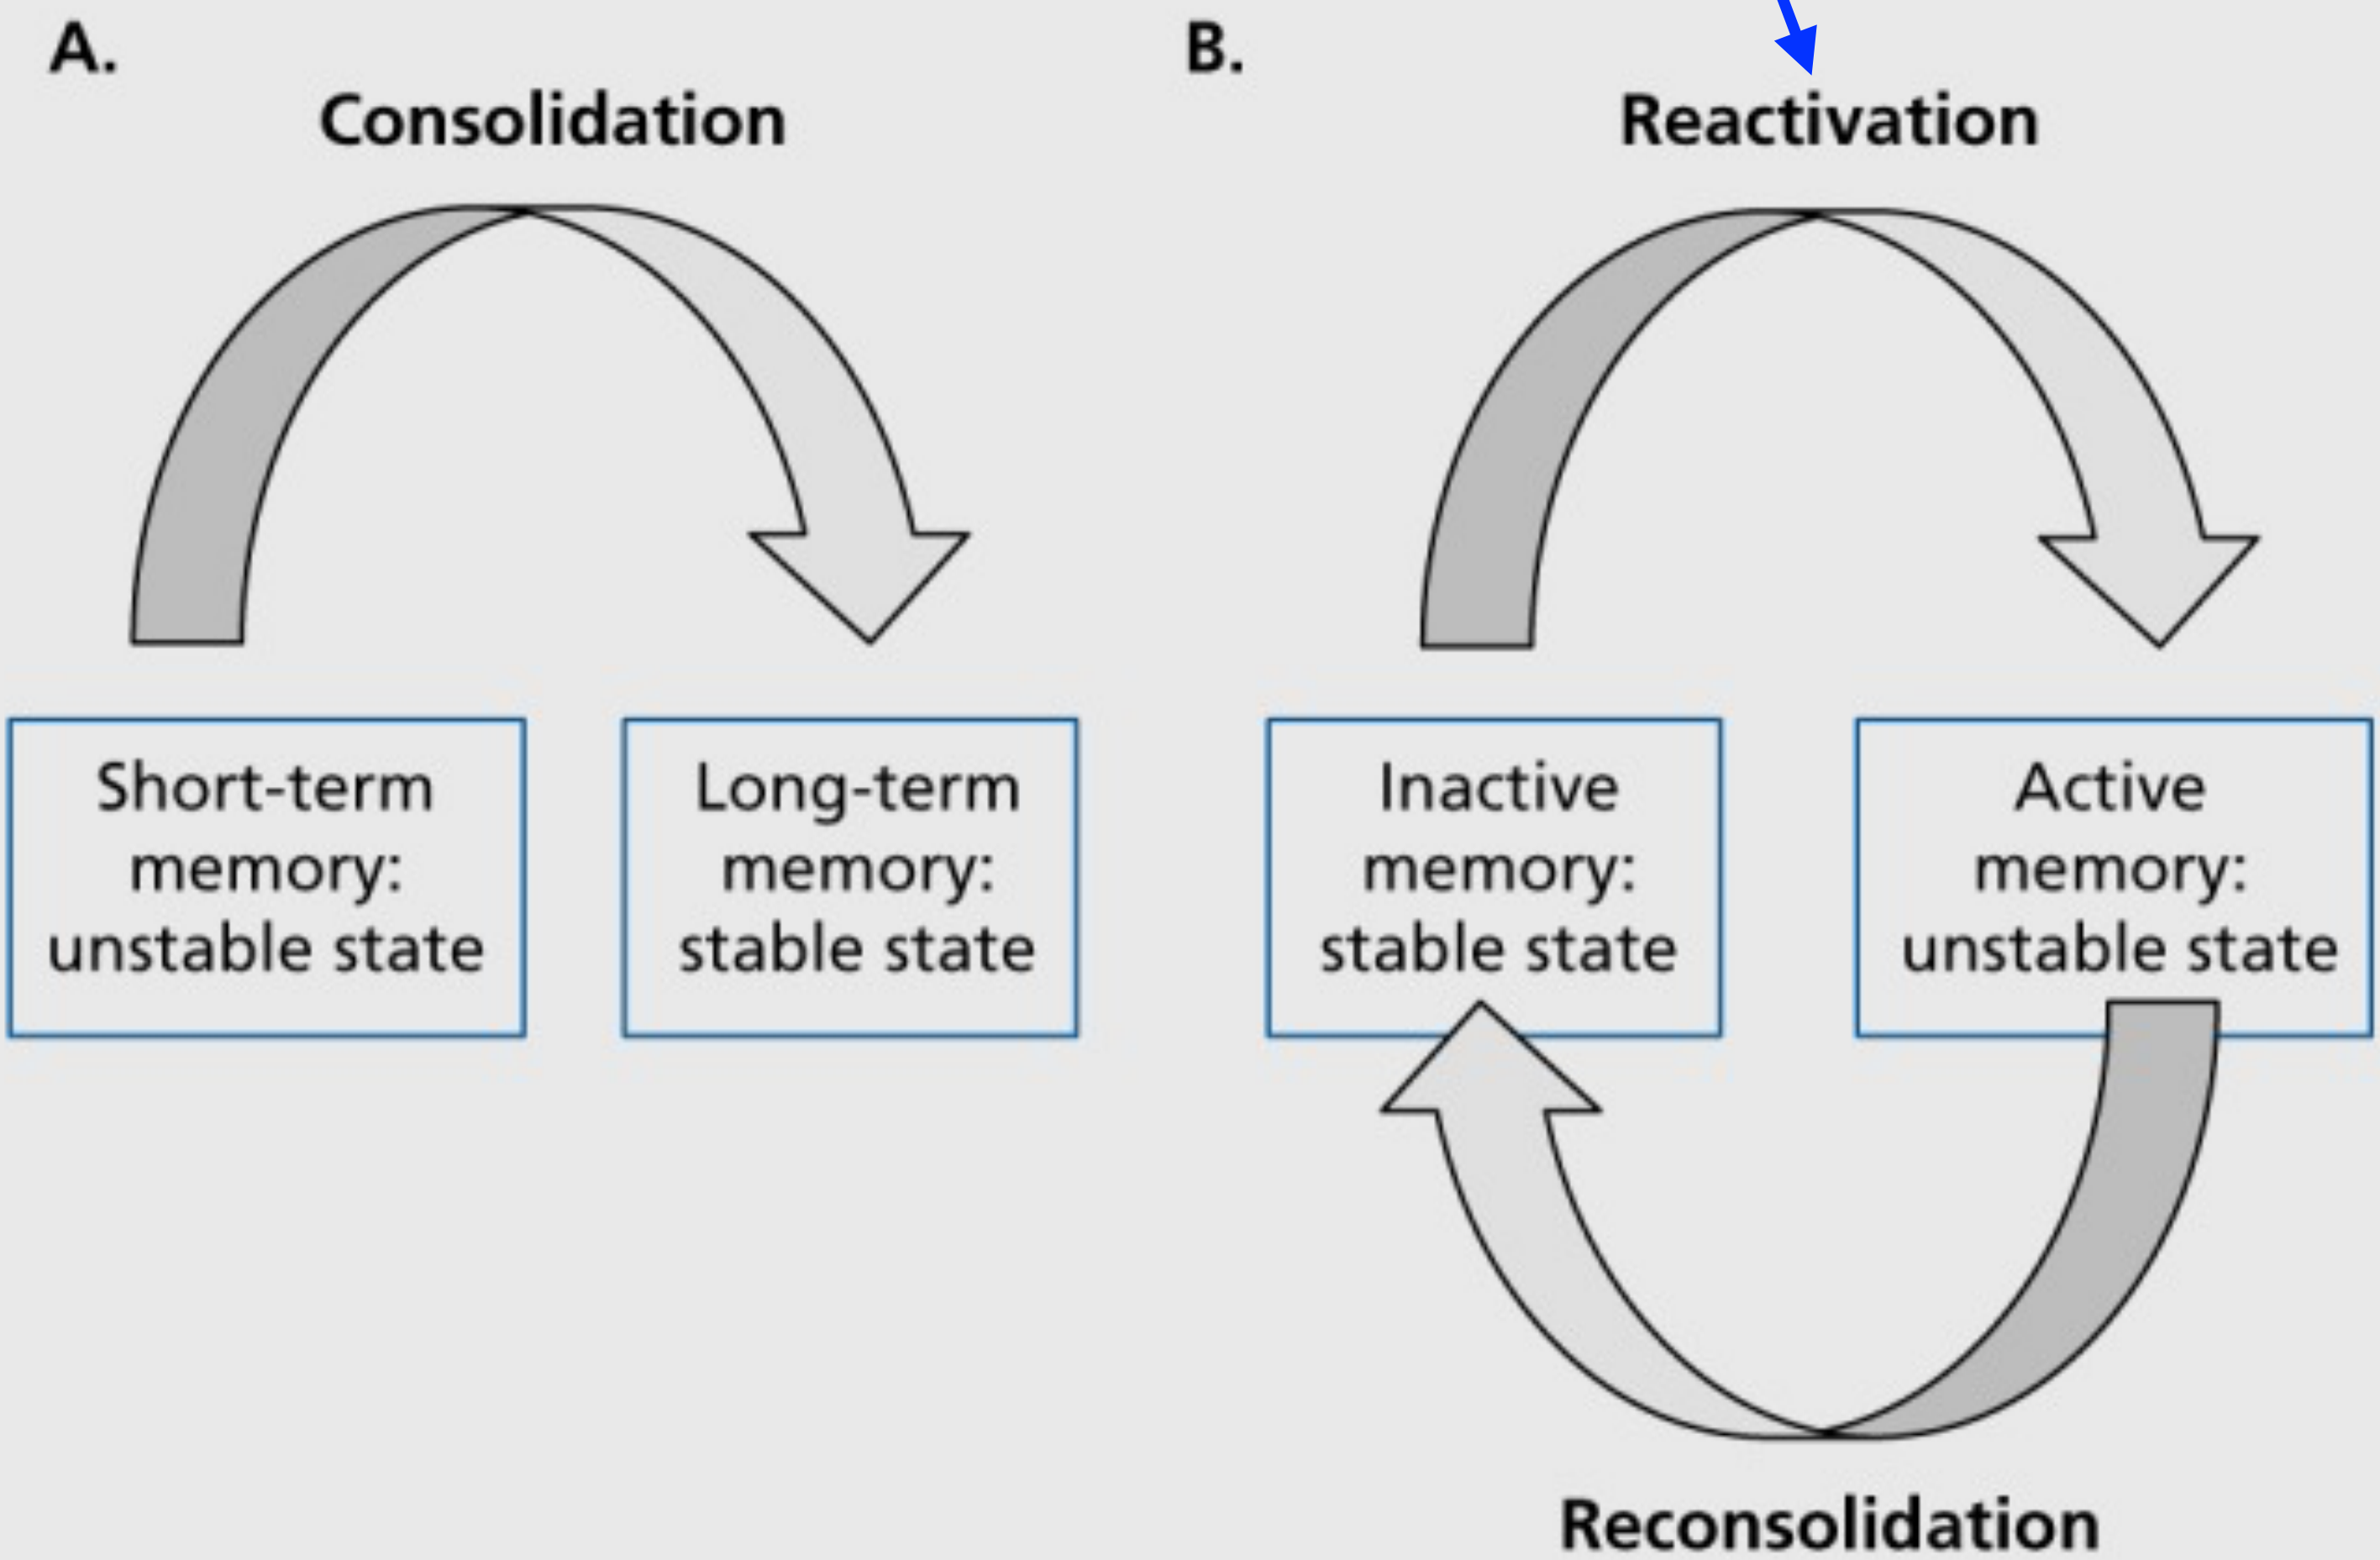 A.
Consolidation
Short-term
memory:
unstable state
Long-term
memory:
stable state
B.
Reactivation
Inactive
memory:
stable state
Active
memory:
unstable state
Reconsolidation